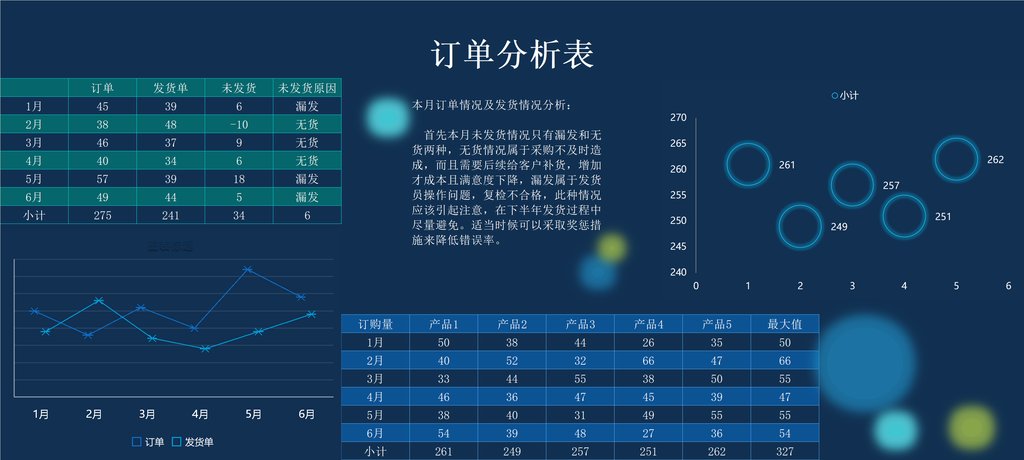 订单分析表
订单 发货单 未发货 未发货原因
1月 45 39 6 漏发
2月 38 48 -10 无货
3月 46 37 9 无货
4月 40 34 6 无货
5月 57 39 18 漏发
6月 49 44 5 漏发
小计 275 241 34 6
1月 2月 3月 4月 5月 6月
订单 发货单
本月订单情况及发货情况分析：
首先本月未发货情况只有漏发和无
货两种，无货情况属于采购不及时造
成，而且需要后续给客户补货，增加
才成本且满意度下降，漏发属于发货
员操作问题，复检不合格，此种情况
应该引起注意，在下半年发货过程中
尽量避免。适当时候可以采取奖惩措
施来降低错误率。
小计
270
265
260
255
250
245
240
261
249
257
251
262
0 1 2 3 4 5 6
订购量 产品1 产品2 产品3 产品4 产品5 最大值
1月 50 38 44 26 35 50
2月 40 52 32 66 47 66
3月 33 44 55 38 50 55
4月 46 36 47 45 39 47
5月 38 40 31 49 55 55
6月 54 39 48 27 36 54
小计 261 249 257 251 262 327